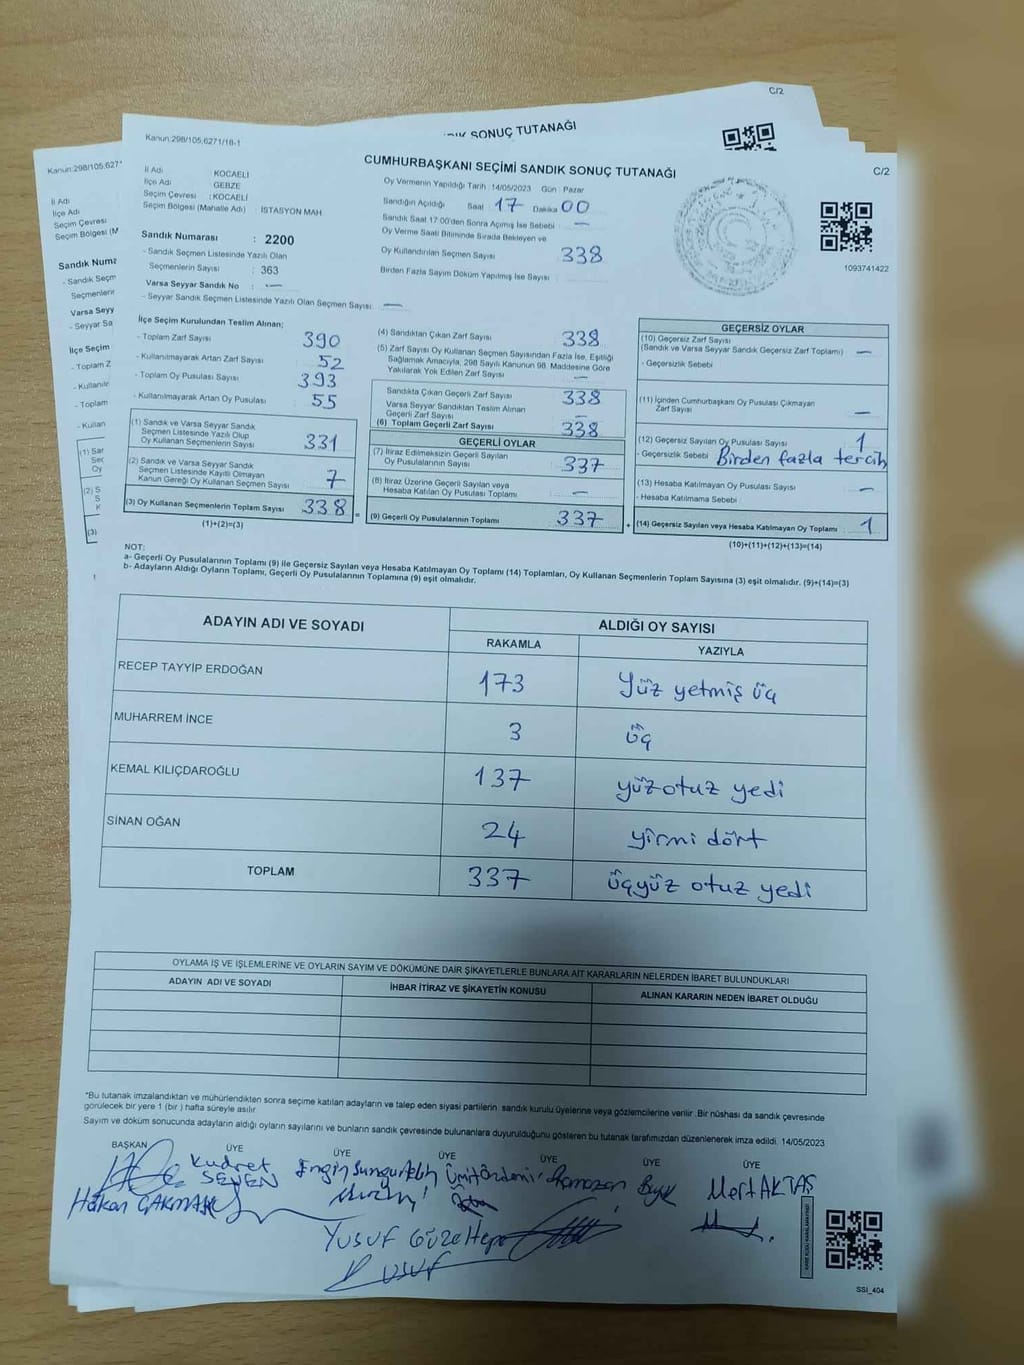 C/2
SONUÇ TUTANAĞI
Kanun:298/105,6271/18-1
Kanun:298/105,627
CUMHURBAŞKANI SEÇİMİ SANDIK SONUÇ TUTANAĞI
C/2
İl Adı : KOCAELİ
İlçe Adı : GEBZE
Seçim Çevresi : KOCAELİ
Seçim Bölgesi (Mahalle Adı) : İSTASYON MAH.
Sandık Numarası : 2200
- Sandık Seçmen Listesinde Yazılı Olan
Seçmenlerin Sayısı : 363
Varsa Seyyar Sandık No : —
- Seyyar Sandık Seçmen Listesinde Yazılı Olan Seçmen Sayısı : —
Oy Vermenin Yapıldığı Tarih : 14/05/2023 Gün : Pazar
Sandığın Açıldığı Saat 17 Dakika 00
Sandık Saat 17.00'den Sonra Açılmış İse Sebebi : —
Oy Verme Saati Bitiminde Sırada Bekleyen ve
Oy Kullandırılan Seçmen Sayısı : 338
Birden Fazla Sayım Döküm Yapılmış İse Sayısı :
1093741422
İlçe Seçim Kurulundan Teslim Alınan;
- Toplam Zarf Sayısı : 390
- Kullanılmayarak Artan Zarf Sayısı : 52
- Toplam Oy Pusulası Sayısı : 393
- Kullanılmayarak Artan Oy Pusulası : 55
(1) Sandık ve Varsa Seyyar Sandık
Seçmen Listesinde Yazılı Olup
Oy Kullanan Seçmenlerin Sayısı : 331
(2) Sandık ve Varsa Seyyar Sandık
Seçmen Listesinde Kayıtlı Olmayan
Kanun Gereği Oy Kullanan Seçmen Sayısı : 7
(3) Oy Kullanan Seçmenlerin Toplam Sayısı : 338
(1)+(2)=(3)
(4) Sandıktan Çıkan Zarf Sayısı : 338
(5) Zarf Sayısı Oy Kullanan Seçmen Sayısından Fazla İse, Eşitliği
Sağlamak Amacıyla, 298 Sayılı Kanunun 98. Maddesine Göre
Yakılarak Yok Edilen Zarf Sayısı : —
Sandıkta Çıkan Geçerli Zarf Sayısı : 338
Varsa Seyyar Sandıktan Teslim Alınan
Geçerli Zarf Sayısı : —
(6) Toplam Geçerli Zarf Sayısı : 338
GEÇERLİ OYLAR
(7) İtiraz Edilmeksizin Geçerli Sayılan
Oy Pusulalarının Sayısı : 337
(8) İtiraz Üzerine Geçerli Sayılan veya
Hesaba Katılan Oy Pusulası Toplamı : —
(9) Geçerli Oy Pusulalarının Toplamı : 337
GEÇERSİZ OYLAR
(10) Geçersiz Zarf Sayısı
(Sandık ve Varsa Seyyar Sandık Geçersiz Zarf Toplamı) : —
- Geçersizlik Sebebi :
(11) İçinden Cumhurbaşkanı Oy Pusulası Çıkmayan
Zarf Sayısı : —
(12) Geçersiz Sayılan Oy Pusulası Sayısı : 1
- Geçersizlik Sebebi : Birden fazla tercih
(13) Hesaba Katılmayan Oy Pusulası Sayısı : —
- Hesaba Katılmama Sebebi :
(14) Geçersiz Sayılan veya Hesaba Katılmayan Oy Toplamı : 1
(10)+(11)+(12)+(13)=(14)
NOT:
a- Geçerli Oy Pusulalarının Toplamı (9) ile Geçersiz Sayılan veya Hesaba Katılmayan Oy Toplamı (14) Toplamları, Oy Kullanan Seçmenlerin Toplam Sayısına (3) eşit olmalıdır. (9)+(14)=(3)
b- Adayların Aldığı Oyların Toplamı, Geçerli Oy Pusulalarının Toplamına (9) eşit olmalıdır.
ADAYIN ADI VE SOYADI ALDIĞI OY SAYISI
RAKAMLA YAZIYLA
RECEP TAYYİP ERDOĞAN 173 Yüz yetmiş üç
MUHARREM İNCE 3 üç
KEMAL KILIÇDAROĞLU 137 yüz otuz yedi
SİNAN OĞAN 24 yirmi dört
TOPLAM 337 üçyüz otuz yedi
OYLAMA İŞ VE İŞLEMLERİNE VE OYLARIN SAYIM VE DÖKÜMÜNE DAİR ŞİKAYETLERLE BUNLARA AİT KARARLARIN NELERDEN İBARET BULUNDUKLARI
ADAYIN ADI VE SOYADI İHBAR İTİRAZ VE ŞİKAYETİN KONUSU ALINAN KARARIN NEDEN İBARET OLDUĞU
*Bu tutanak imzalandıktan ve mühürlendikten sonra seçime katılan adayların ve talep eden siyasi partilerin sandık kurulu üyelerine veya gözlemcilerine verilir. Bir nüshası da sandık çevresinde
görülecek bir yere 1 (bir) hafta süreyle asılır.
Sayım ve döküm sonucunda adayların aldığı oyların sayılarını ve bunların sandık çevresinde bulunanlara duyurulduğunu gösteren bu tutanak tarafımızdan düzenlenerek imza edildi. 14/05/2023
BAŞKAN ÜYE ÜYE ÜYE ÜYE ÜYE ÜYE
Hakan ÇAKMAK
Kudret SEVEN
Engin
Ramazan
Mert AKTAŞ
Yusuf Güzeltepe
Yusuf
SSI_404